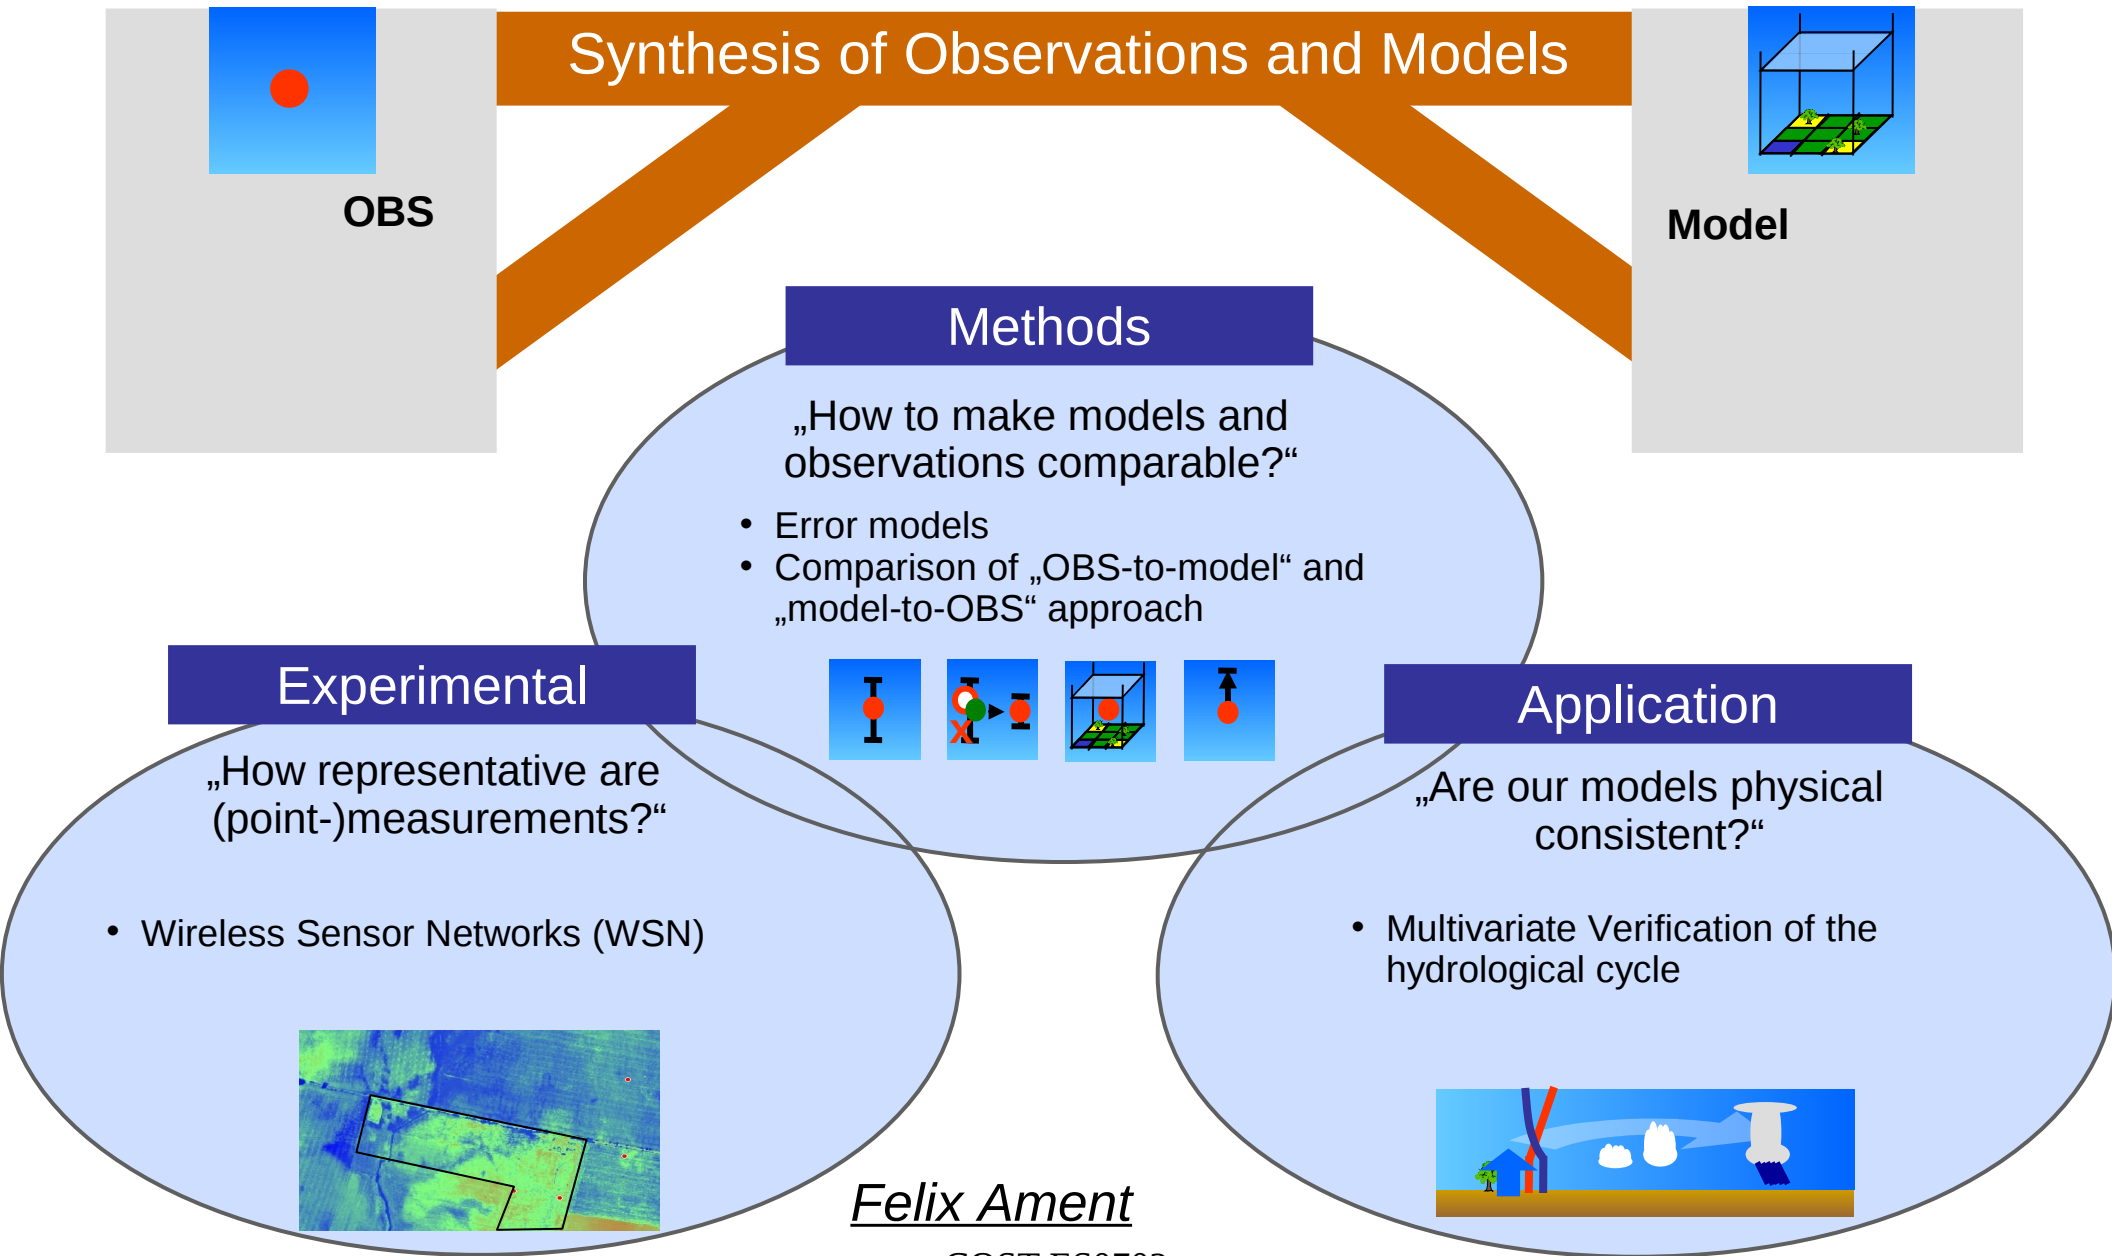 Synthesis of Observations and Models
OBS
Model
Methods
„How to make models and
observations comparable?“
• Error models
• Comparison of „OBS-to-model“ and
„model-to-OBS“ approach
Experimental
„How representative are
(point-)measurements?“
• Wireless Sensor Networks (WSN)
Application
„Are our models physical
consistent?“
• Multivariate Verification of the
hydrological cycle
Felix Ament